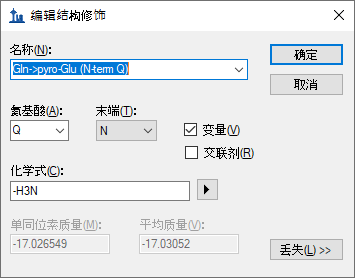 编辑结构修饰
名称(N):
Gln->pyro-Glu (N-term Q)
确定
取消
氨基酸(A):
末端(T):
Q
N
变量(V)
交联剂(R)
化学式(C):
-H3N
单同位素质量(M):
平均质量(V):
-17.026549
-17.03052
丢失(L) >>